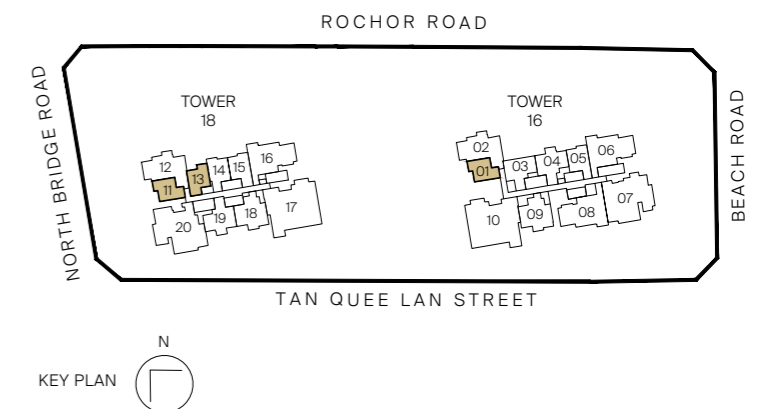 ROCHOR ROAD
NORTH BRIDGE ROAD
BEACH ROAD
TOWER
18
12
11
13
14
15
16
20
19
18
17
TOWER
16
02
01
03
04
05
06
10
09
08
07
TAN QUEE LAN STREET
N
KEY PLAN